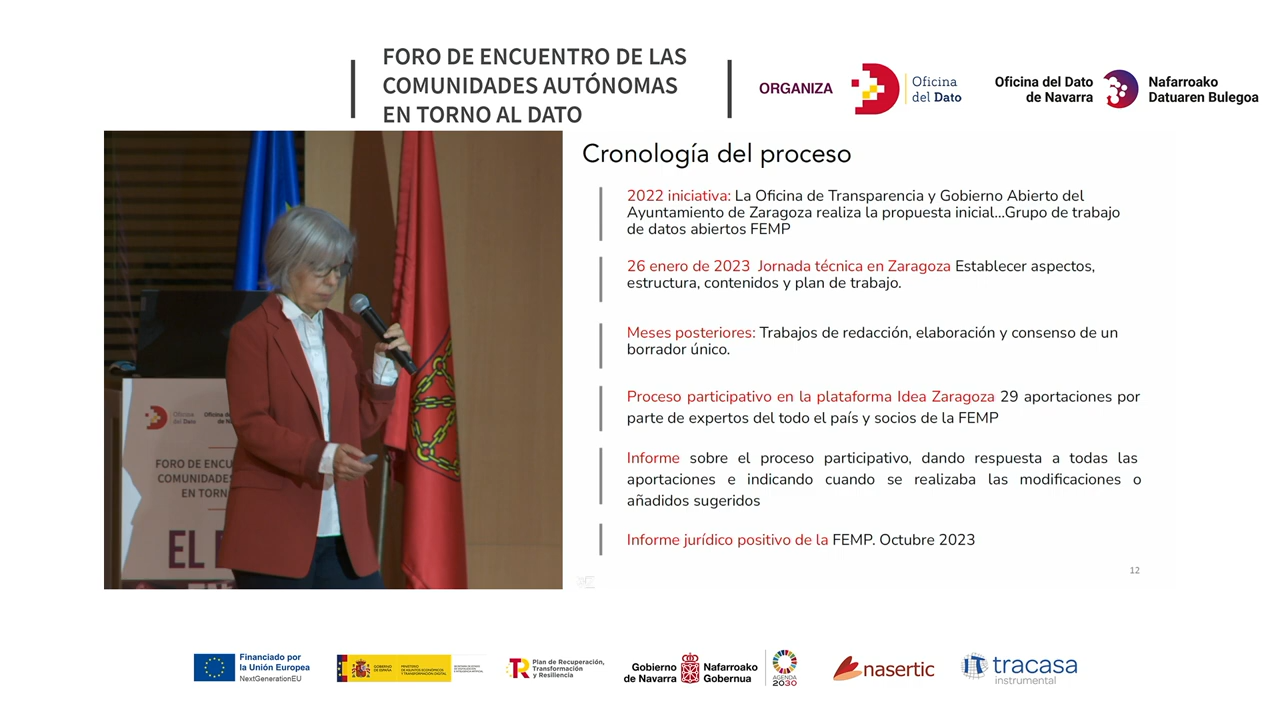 FORO DE ENCUENTRO DE LAS
COMUNIDADES AUTÓNOMAS
EN TORNO AL DATO
ORGANIZA
Oficina
del Dato
Oficina del Dato
de Navarra
Nafarroako
Datuaren Bulegoa
Cronología del proceso
2022 iniciativa: La Oficina de Transparencia y Gobierno Abierto del
Ayuntamiento de Zaragoza realiza la propuesta inicial...Grupo de trabajo
de datos abiertos FEMP
26 enero de 2023 Jornada técnica en Zaragoza Establecer aspectos,
estructura, contenidos y plan de trabajo.
Meses posteriores: Trabajos de redacción, elaboración y consenso de un
borrador único.
Proceso participativo en la plataforma Idea Zaragoza 29 aportaciones por
parte de expertos del todo el país y socios de la FEMP
Informe sobre el proceso participativo, dando respuesta a todas las
aportaciones e indicando cuando se realizaba las modificaciones o
añadidos sugeridos
Informe jurídico positivo de la FEMP. Octubre 2023
12
Oficina
del Dato
FORO DE ENCU
COMUNIDADES
EN TORN
EL
Financiado por
la Unión Europea
NextGenerationEU
GOBIERNO
DE ESPAÑA
Plan de Recuperación,
Transformación
y Resiliencia
Gobierno
de Navarra
Nafarroako
Gobernua
AGENDA
2030
nasertic
tracasa
instrumental